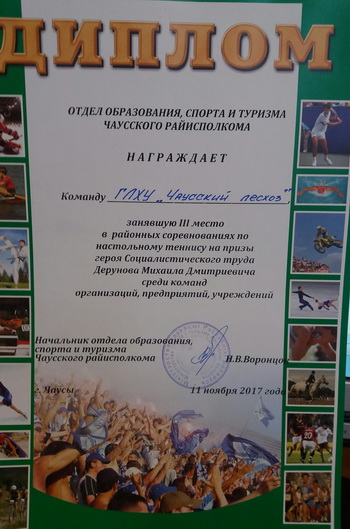 ДИПЛОМ
ОТДЕЛ ОБРАЗОВАНИЯ, СПОРТА И ТУРИЗМА
ЧАУССКОГО РАЙИСПОЛКОМА
НАГРАЖДАЕТ
Команду ГЛХУ „Чаусский лесхоз",
занявшую III место
в районных соревнованиях по
настольному теннису на призы
героя Социалистического труда
Дерунова Михаила Дмитриевича
среди команд
организаций, предприятий, учреждений
Начальник отдела образования,
спорта и туризма
Чаусского райисполкома Н.В.Воронцов
г. Чаусы 11 ноября 2017 года